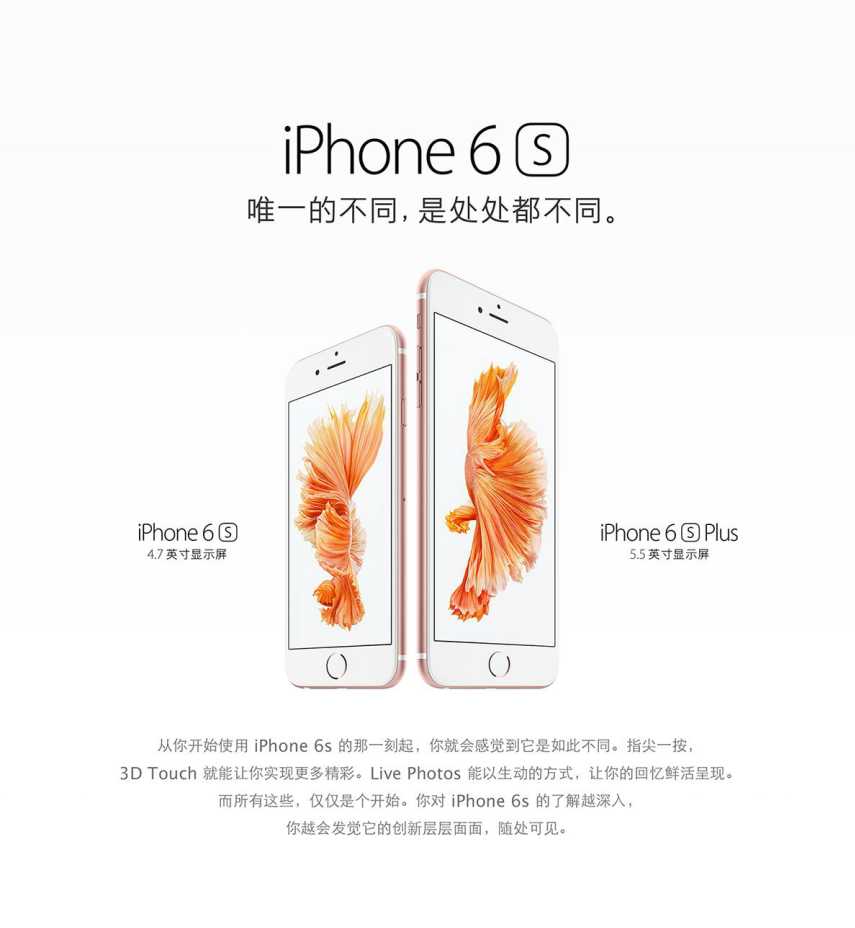 iPhone 6 S
唯一的不同，是处处都不同。
iPhone 6 S
4.7 英寸显示屏
iPhone 6 S Plus
5.5 英寸显示屏
从你开始使用 iPhone 6s 的那一刻起，你就会感觉到它是如此不同。指尖一按，
3D Touch 就能让你实现更多精彩。Live Photos 能以生动的方式，让你的回忆鲜活呈现。
而所有这些，仅仅是个开始。你对 iPhone 6s 的了解越深入，
你越会发觉它的创新层层面面，随处可见。